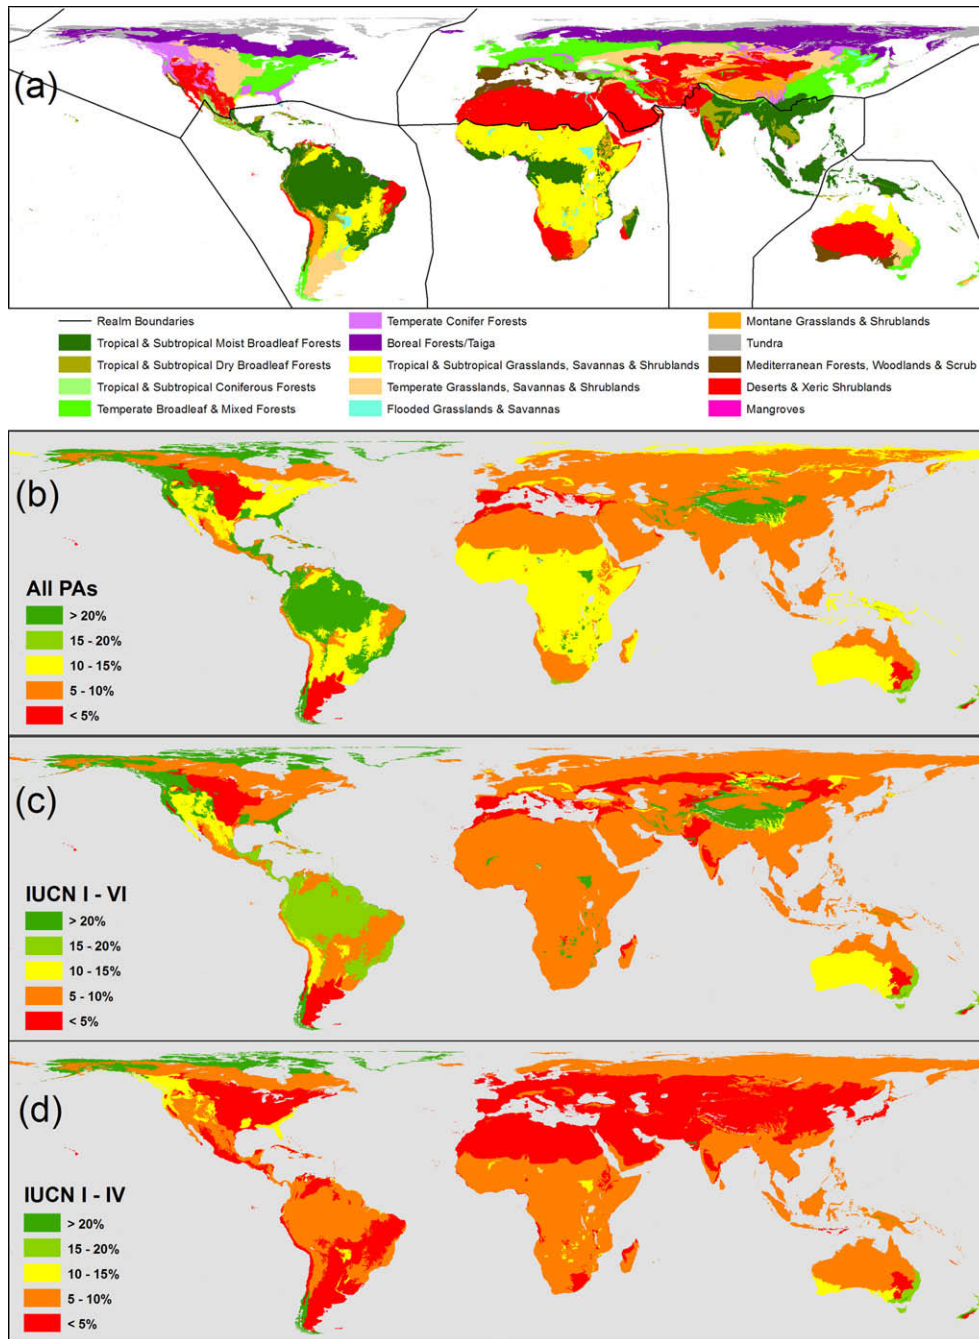 (a)
Realm Boundaries
Tropical & Subtropical Moist Broadleaf Forests
Tropical & Subtropical Dry Broadleaf Forests
Tropical & Subtropical Coniferous Forests
Temperate Broadleaf & Mixed Forests
Temperate Conifer Forests
Boreal Forests/Taiga
Tropical & Subtropical Grasslands, Savannas & Shrublands
Temperate Grasslands, Savannas & Shrublands
Flooded Grasslands & Savannas
Montane Grasslands & Shrublands
Tundra
Mediterranean Forests, Woodlands & Scrub
Deserts & Xeric Shrublands
Mangroves
(b)
All PAs
> 20%
15 - 20%
10 - 15%
5 - 10%
< 5%
(c)
IUCN I - VI
> 20%
15 - 20%
10 - 15%
5 - 10%
< 5%
(d)
IUCN I - IV
> 20%
15 - 20%
10 - 15%
5 - 10%
< 5%